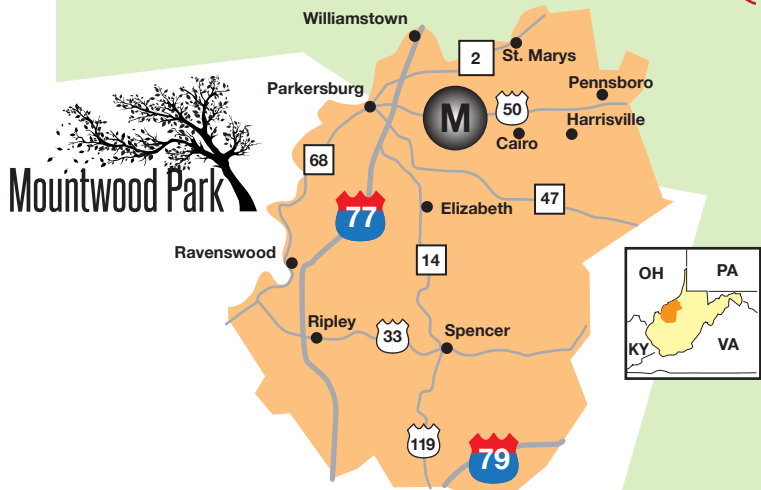 Williamstown
2
St. Marys
Pennsboro
Parkersburg
M
50
Harrisville
Cairo
68
Mountwood Park
47
77
Elizabeth
Ravenswood
14
OH
PA
Ripley
33
Spencer
KY
VA
119
79